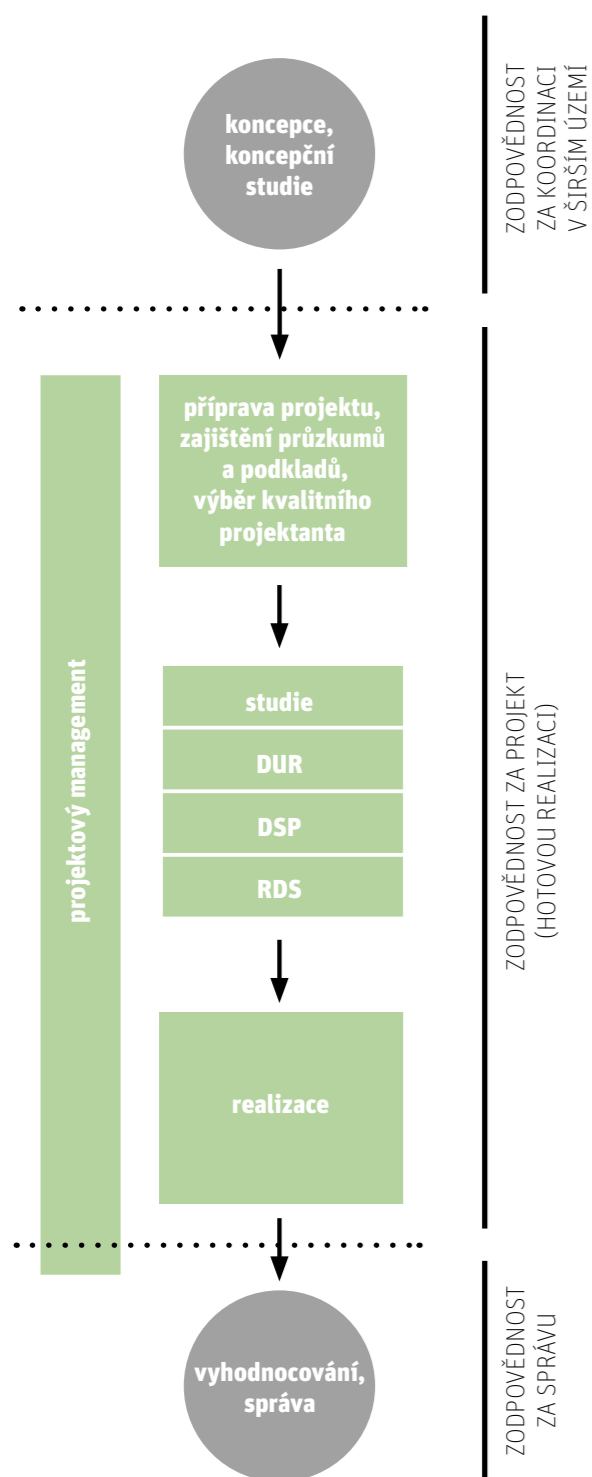 koncepce,
koncepční
studie
ZODPOVĚDNOST
ZA KOORDINACI
V ŠIRŠÍM ÚZEMÍ
projektový management
příprava projektu,
zajištění průzkumů
a podkladů,
výběr kvalitního
projektanta
studie
DUR
DSP
RDS
realizace
ZODPOVĚDNOST ZA PROJEKT
(HOTOVOU REALIZACI)
vyhodnocování,
správa
ZODPOVĚDNOST
ZA SPRÁVU